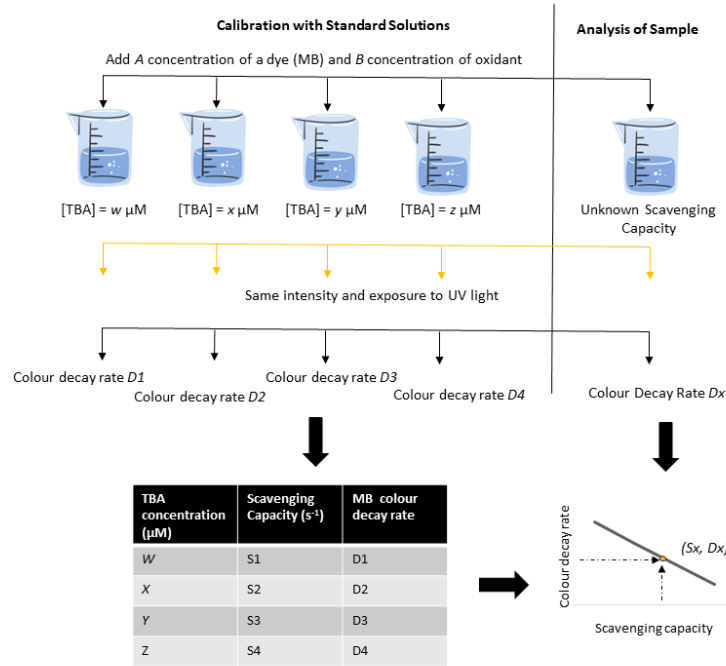 Calibration with Standard Solutions
Analysis of Sample
Add A concentration of a dye (MB) and B concentration of oxidant
[TBA] = w μM
[TBA] = x μM
[TBA] = y μM
[TBA] = z μM
Unknown Scavenging
Capacity
Same intensity and exposure to UV light
Colour decay rate D1
Colour decay rate D2
Colour decay rate D3
Colour decay rate D4
Colour Decay Rate Dx
TBA
concentration
(μM)
Scavenging
Capacity (s⁻¹)
MB colour
decay rate
W
S1
D1
X
S2
D2
Y
S3
D3
Z
S4
D4
Colour decay rate
(Sx, Dx)
Scavenging capacity